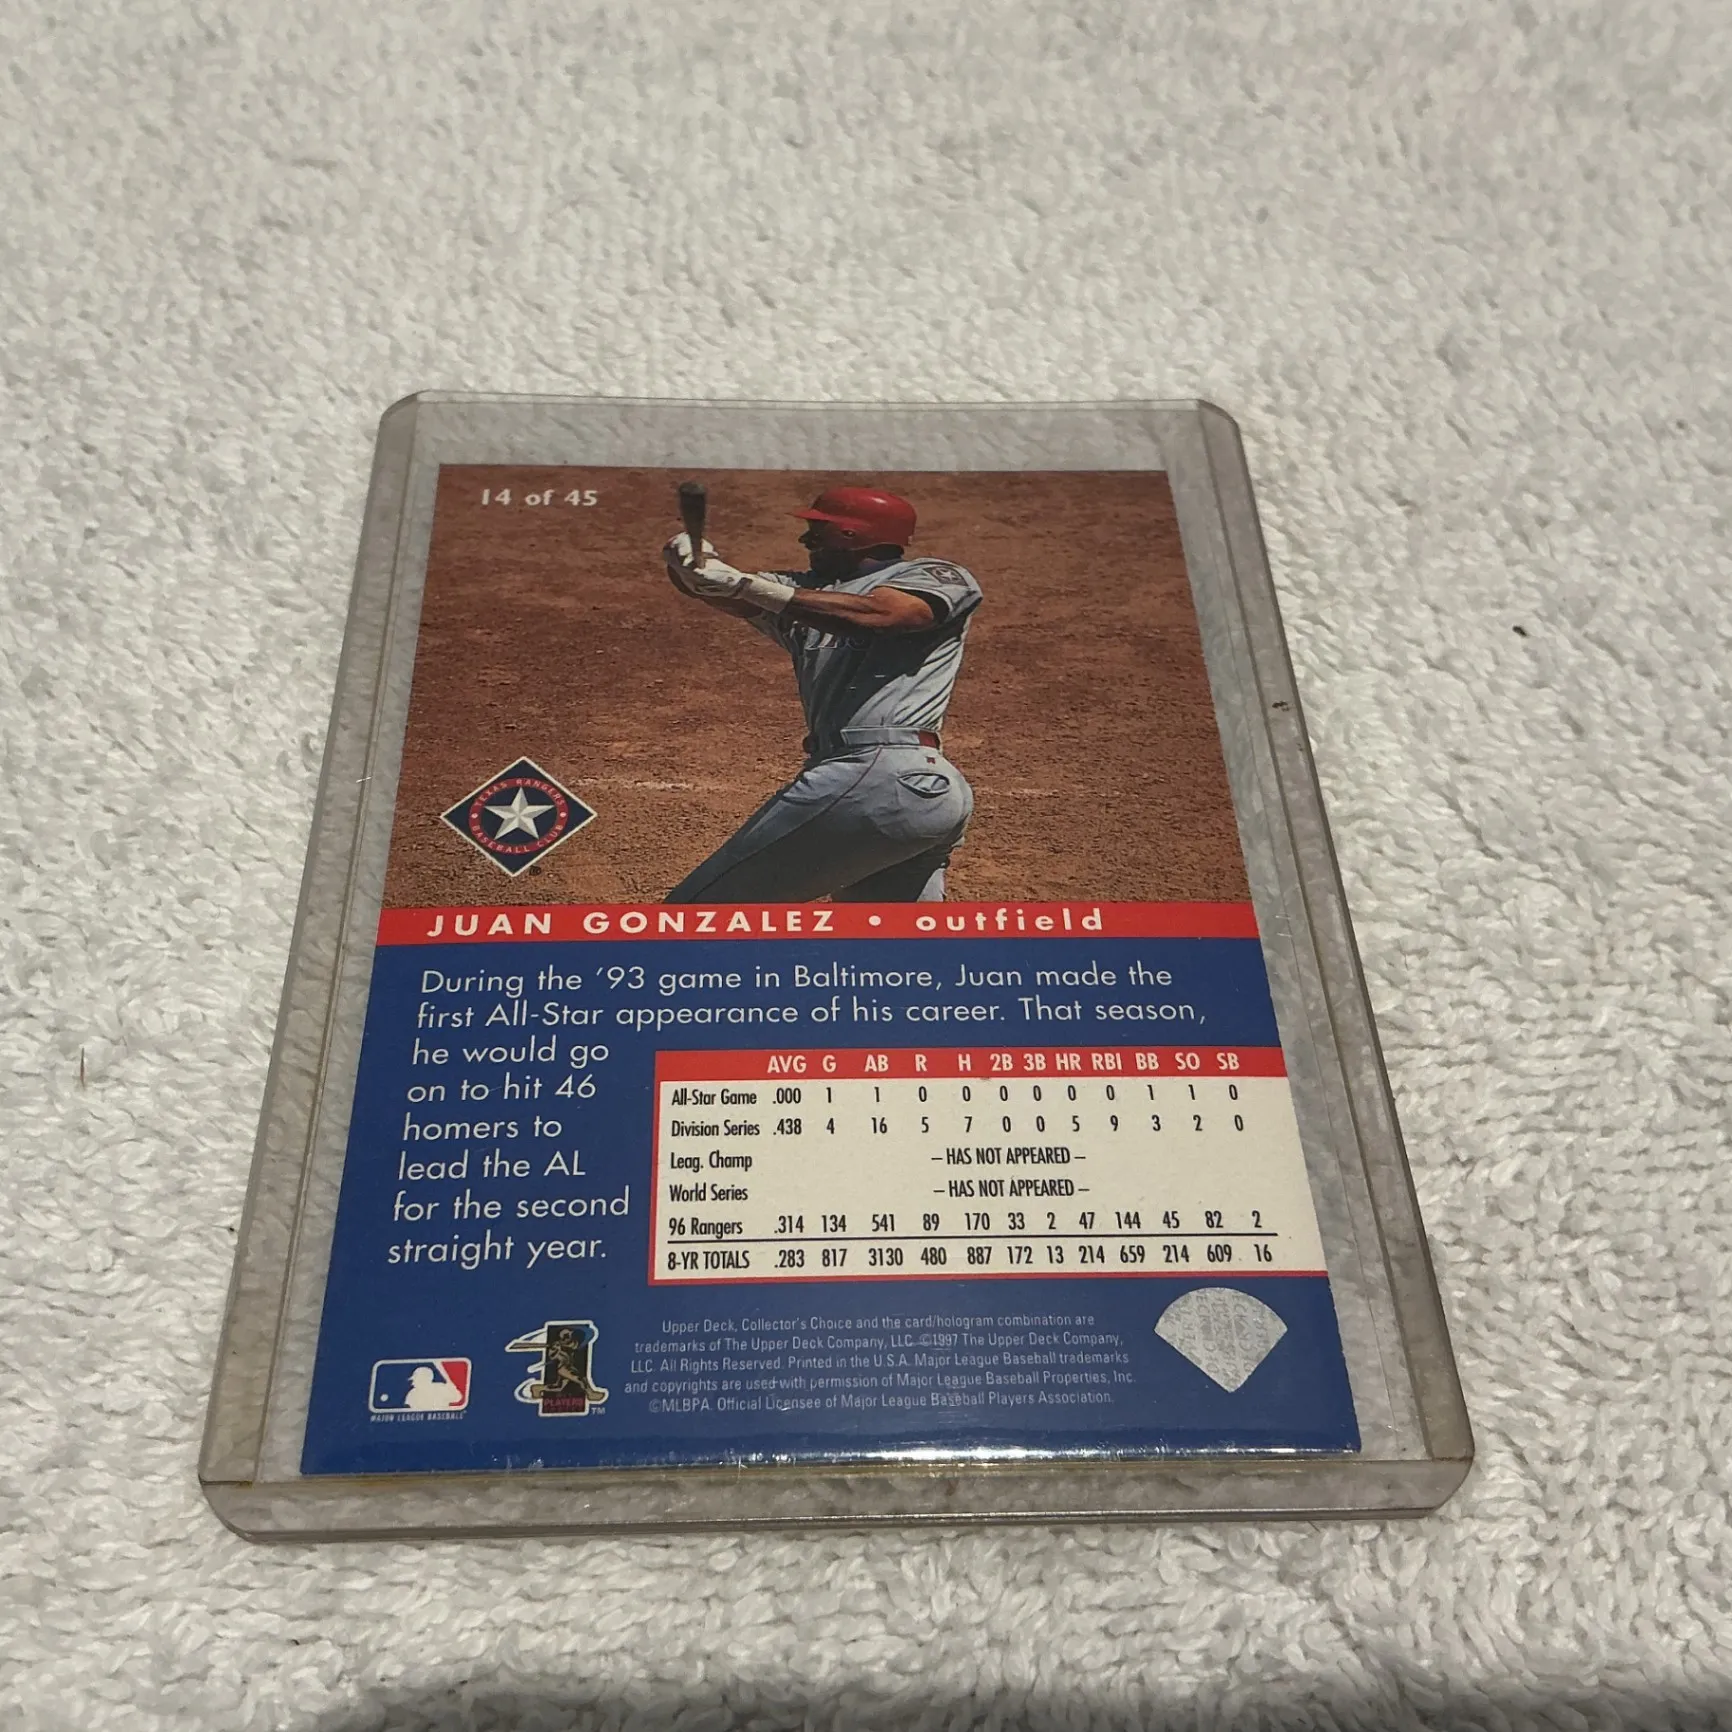 14 of 45
TEXAS RANGERS
BASEBALL CLUB
®
JUAN GONZALEZ • outfield
During the '93 game in Baltimore, Juan made the
first All-Star appearance of his career. That season,
he would go
on to hit 46
homers to
lead the AL
for the second
straight year.
AVG G AB R H 2B 3B HR RBI BB SO SB
All-Star Game .000 1 1 0 0 0 0 0 0 1 1 0
Division Series .438 4 16 5 7 0 0 5 9 3 2 0
Leag. Champ – HAS NOT APPEARED –
World Series – HAS NOT APPEARED –
96 Rangers .314 134 541 89 170 33 2 47 144 45 82 2
8-YR TOTALS .283 817 3130 480 887 172 13 214 659 214 609 16
Upper Deck, Collector's Choice and the card/hologram combination are
trademarks of The Upper Deck Company, LLC. ©1997 The Upper Deck Company,
LLC. All Rights Reserved. Printed in the U.S.A. Major League Baseball trademarks
and copyrights are used with permission of Major League Baseball Properties, Inc.
©MLBPA. Official Licensee of Major League Baseball Players Association.
MAJOR LEAGUE BASEBALL
PLAYERS
TM